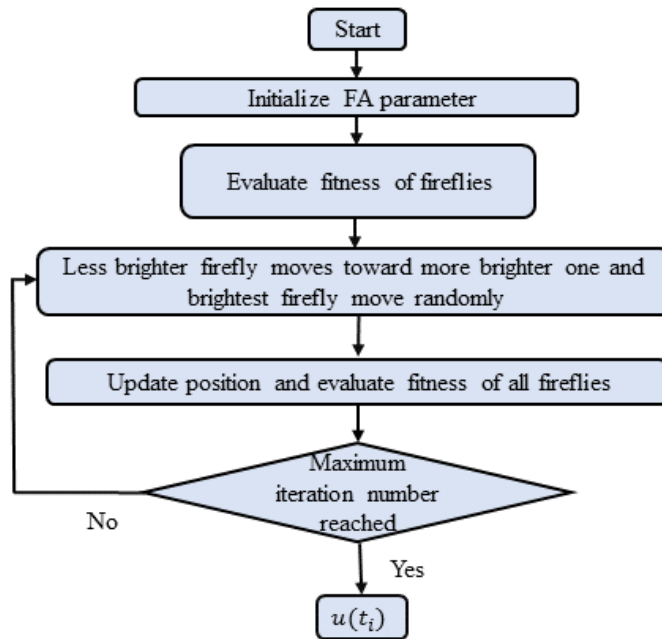 Start
Initialize FA parameter
Evaluate fitness of fireflies
Less brighter firefly moves toward more brighter one and
brightest firefly move randomly
Update position and evaluate fitness of all fireflies
Maximum
iteration number
reached
No
Yes
u(t_i)